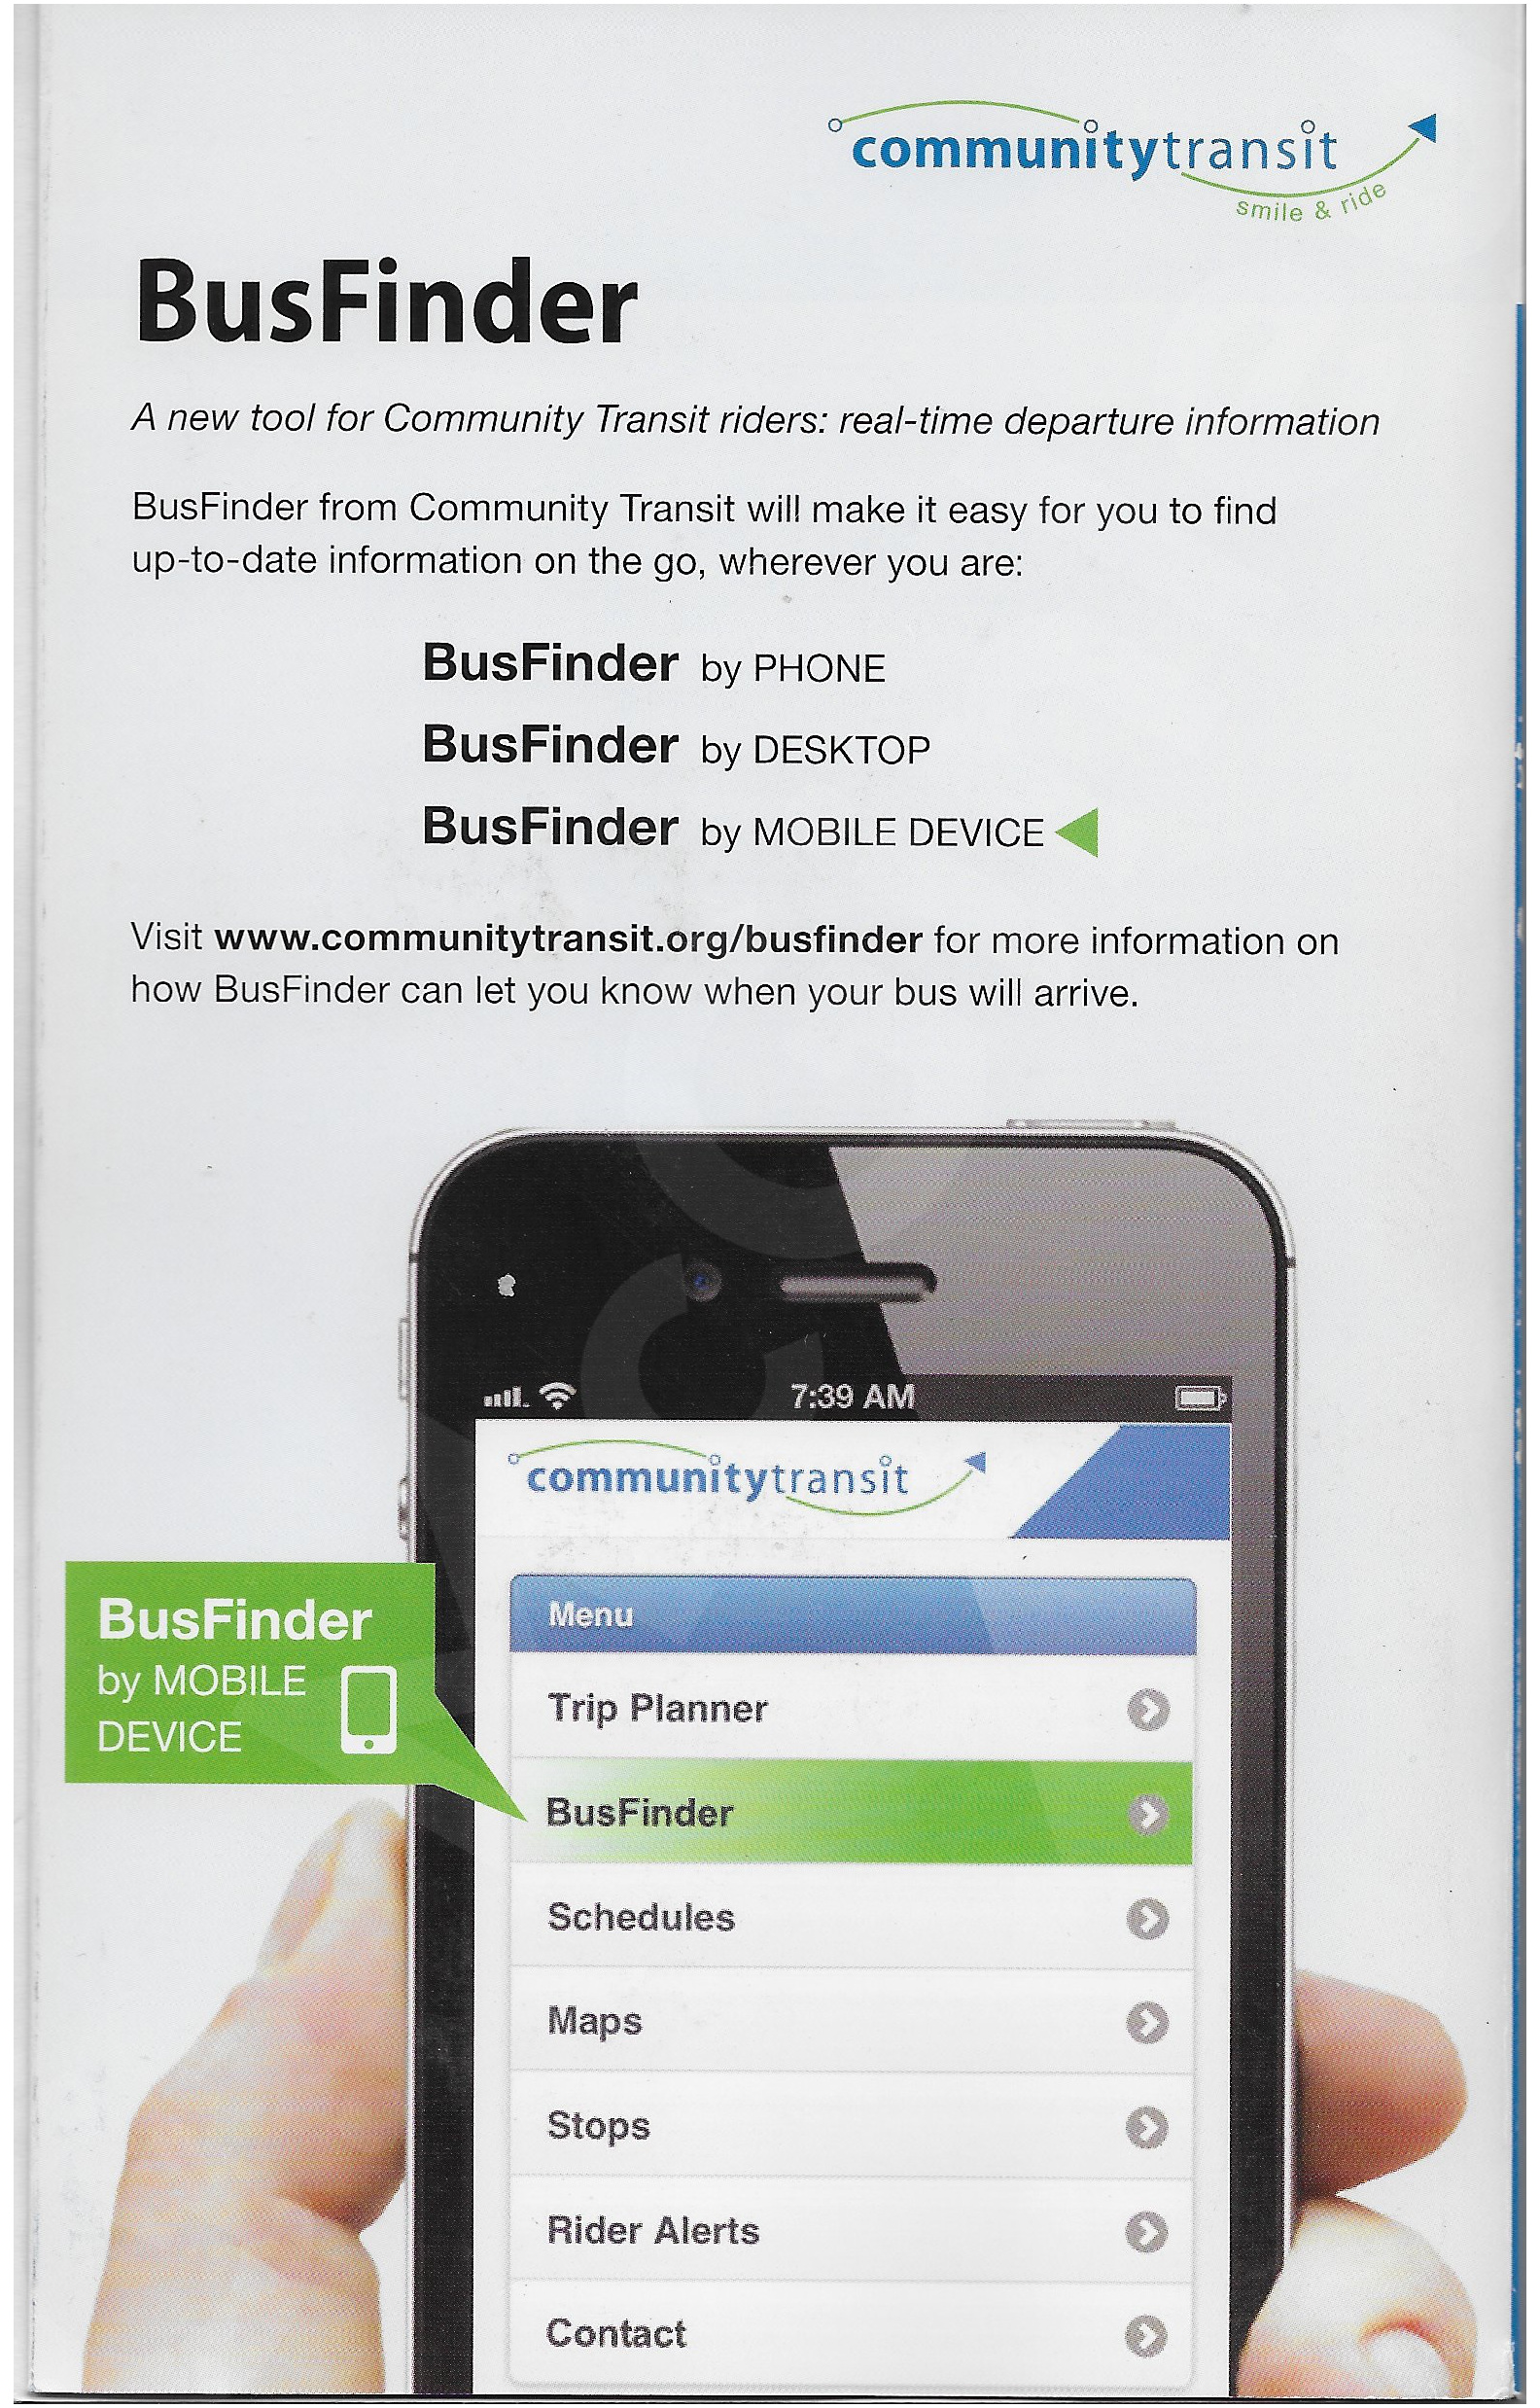 communitytransit
smile & ride
BusFinder
A new tool for Community Transit riders: real-time departure information
BusFinder from Community Transit will make it easy for you to find
up-to-date information on the go, wherever you are:
BusFinder by PHONE
BusFinder by DESKTOP
BusFinder by MOBILE DEVICE
Visit www.communitytransit.org/busfinder for more information on
how BusFinder can let you know when your bus will arrive.
7:39 AM
communitytransit
Menu
BusFinder
by MOBILE
DEVICE
Trip Planner
BusFinder
Schedules
Maps
Stops
Rider Alerts
Contact